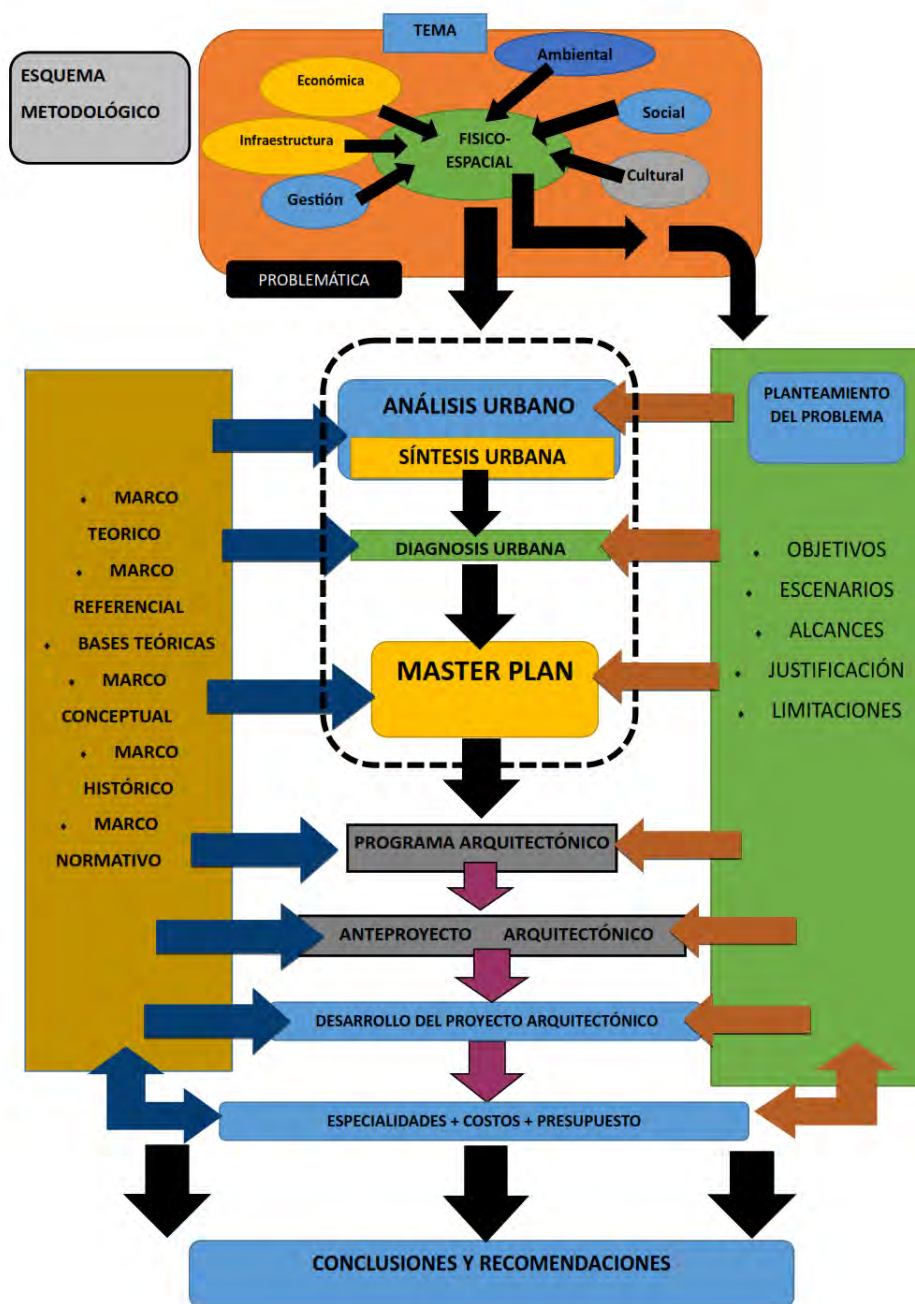 TEMA
ESQUEMA
METODOLÓGICO
Ambiental
Económica
Social
Infraestructura
FISICO-
ESPACIAL
Cultural
Gestión
PROBLEMÁTICA
ANÁLISIS URBANO
SÍNTESIS URBANA
DIAGNOSIS URBANA
MASTER PLAN
PLANTEAMIENTO
DEL PROBLEMA
♦ MARCO
TEORICO
♦ MARCO
REFERENCIAL
♦ BASES TEÓRICAS
♦ MARCO
CONCEPTUAL
♦ MARCO
HISTÓRICO
♦ MARCO
NORMATIVO
♦ OBJETIVOS
♦ ESCENARIOS
♦ ALCANCES
♦ JUSTIFICACIÓN
♦ LIMITACIONES
PROGRAMA ARQUITECTÓNICO
ANTEPROYECTO ARQUITECTÓNICO
DESARROLLO DEL PROYECTO ARQUITECTÓNICO
ESPECIALIDADES + COSTOS + PRESUPUESTO
CONCLUSIONES Y RECOMENDACIONES